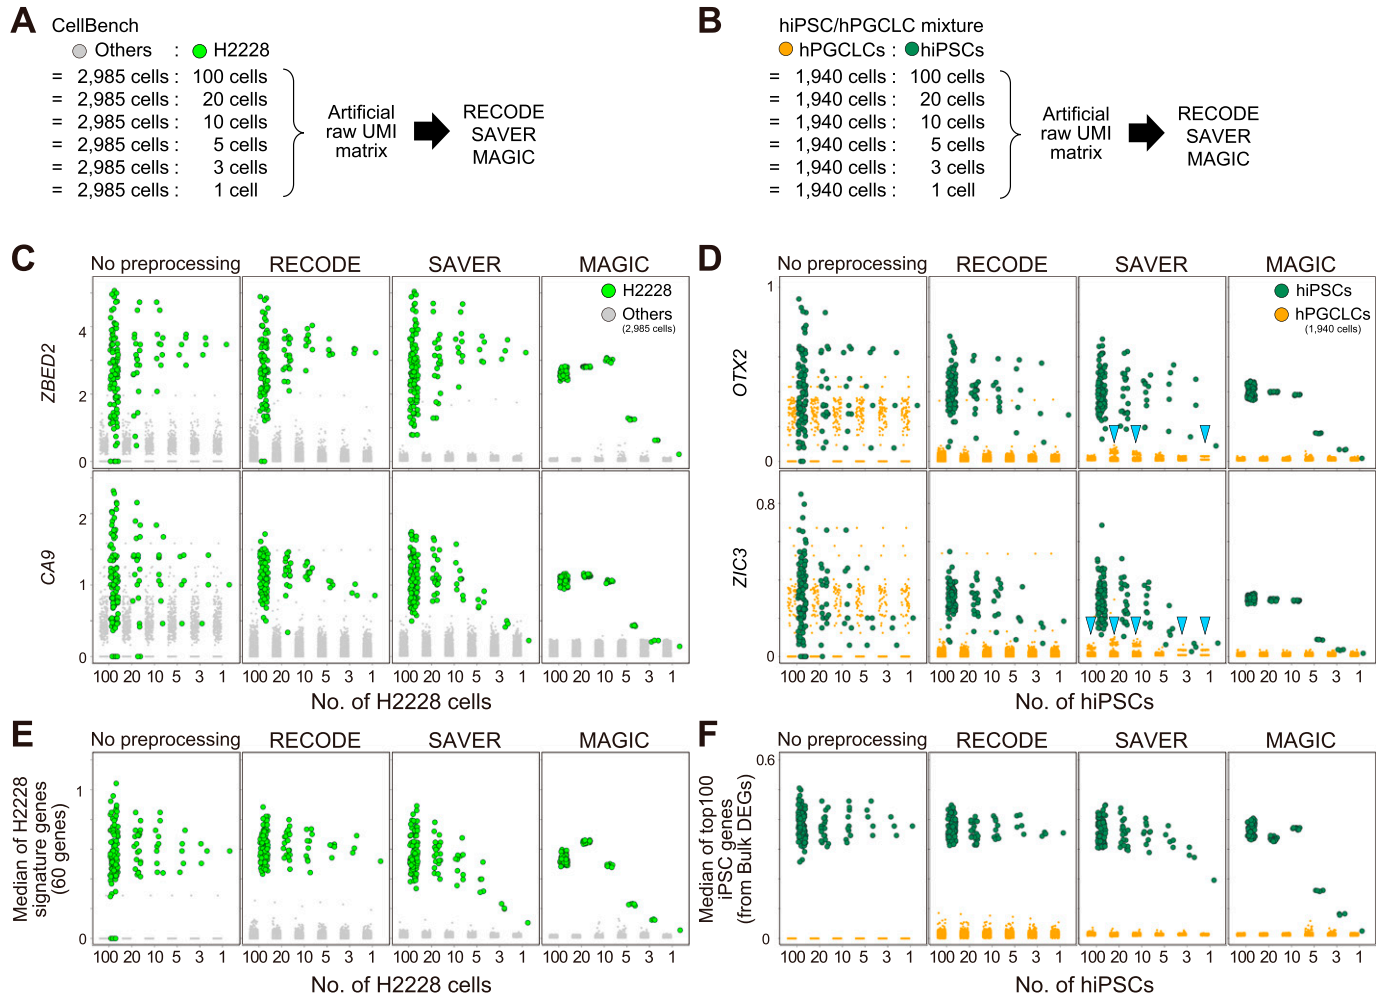 A
CellBench
Others : H2228
= 2,985 cells : 100 cells
= 2,985 cells : 20 cells
= 2,985 cells : 10 cells
= 2,985 cells : 5 cells
= 2,985 cells : 3 cells
= 2,985 cells : 1 cell
Artificial
raw UMI
matrix
RECODE
SAVER
MAGIC
B
hiPSC/hPGCLC mixture
hPGCLCs : hiPSCs
= 1,940 cells : 100 cells
= 1,940 cells : 20 cells
= 1,940 cells : 10 cells
= 1,940 cells : 5 cells
= 1,940 cells : 3 cells
= 1,940 cells : 1 cell
Artificial
raw UMI
matrix
RECODE
SAVER
MAGIC
C
No preprocessing RECODE SAVER MAGIC
H2228
Others
(2,985 cells)
ZBED2
4
2
0
CA9
2
1
0
100 20 10 5 3 1 100 20 10 5 3 1 100 20 10 5 3 1 100 20 10 5 3 1
No. of H2228 cells
D
No preprocessing RECODE SAVER MAGIC
hiPSCs
hPGCLCs
(1,940 cells)
OTX2
1
0
ZIC3
0.8
0
100 20 10 5 3 1 100 20 10 5 3 1 100 20 10 5 3 1 100 20 10 5 3 1
No. of hiPSCs
E
No preprocessing RECODE SAVER MAGIC
Median of H2228
signature genes
(60 genes)
1
0
100 20 10 5 3 1 100 20 10 5 3 1 100 20 10 5 3 1 100 20 10 5 3 1
No. of H2228 cells
F
No preprocessing RECODE SAVER MAGIC
Median of top100
iPSC genes
(from Bulk DEGs)
0.6
0
100 20 10 5 3 1 100 20 10 5 3 1 100 20 10 5 3 1 100 20 10 5 3 1
No. of hiPSCs